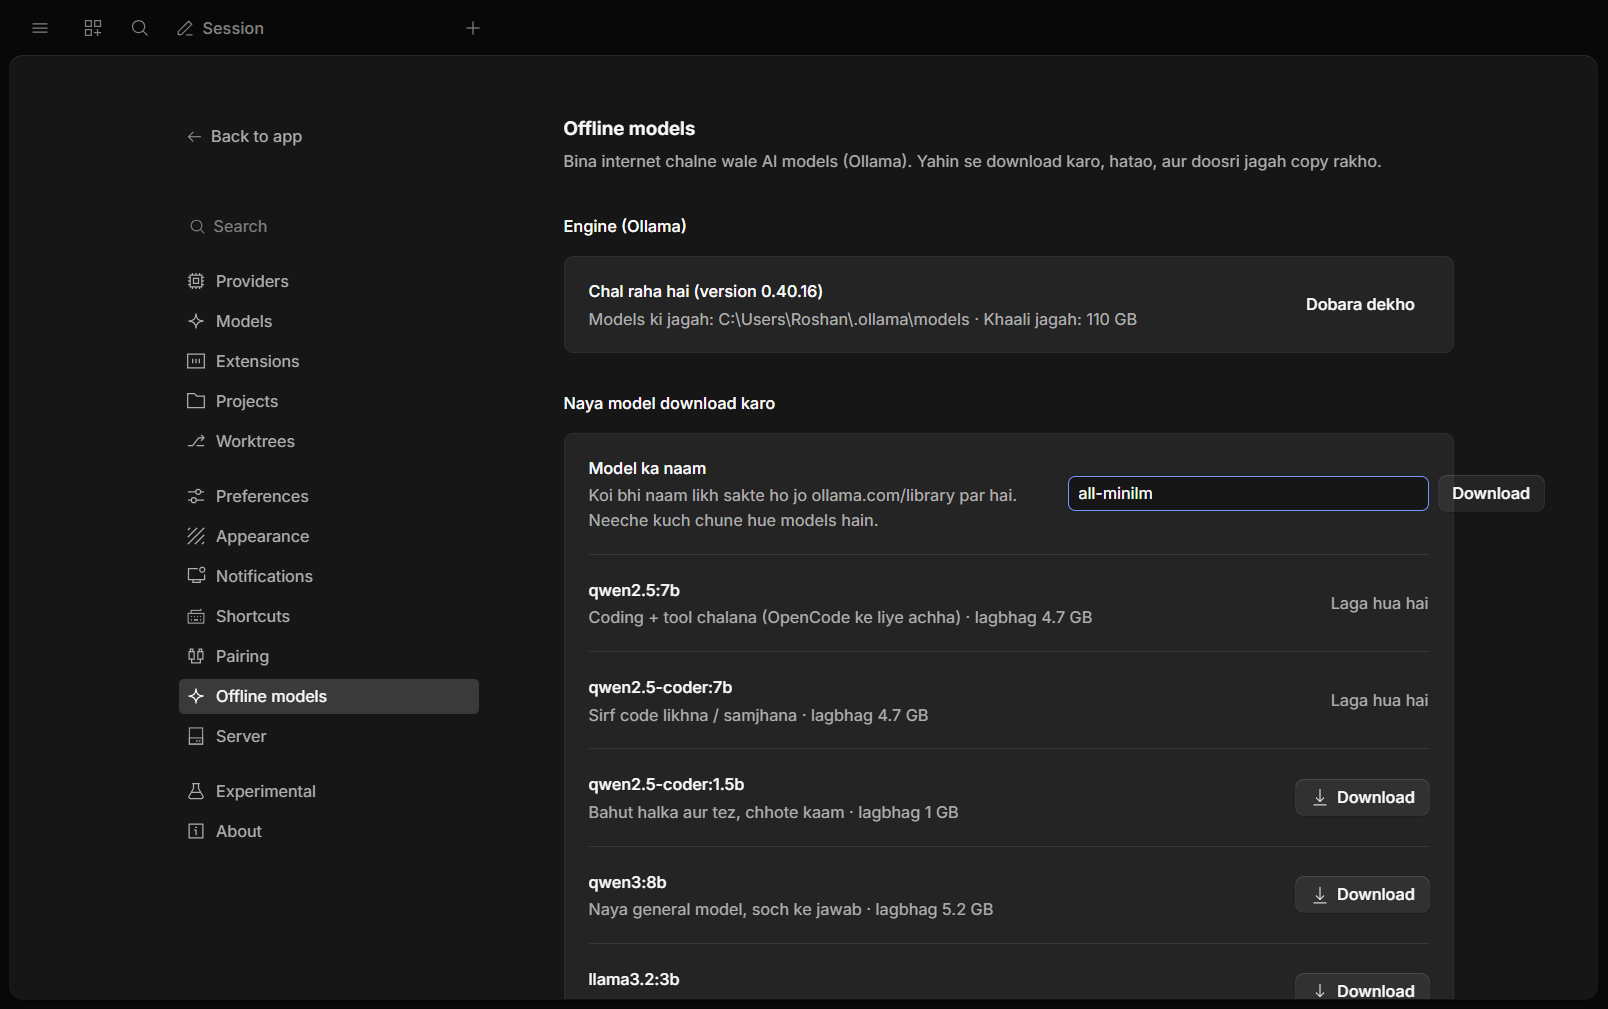 Session
Back to app
Search
Providers
Models
Extensions
Projects
Worktrees
Preferences
Appearance
Notifications
Shortcuts
Pairing
Offline models
Server
Experimental
About
Offline models
Bina internet chalne wale AI models (Ollama). Yahin se download karo, hatao, aur doosri jagah copy rakho.
Engine (Ollama)
Chal raha hai (version 0.40.16)
Models ki jagah: C:\Users\Roshan\.ollama\models · Khaali jagah: 110 GB
Dobara dekho
Naya model download karo
Model ka naam
Koi bhi naam likh sakte ho jo ollama.com/library par hai.
Neeche kuch chune hue models hain.
all-minilm
Download
qwen2.5:7b
Coding + tool chalana (OpenCode ke liye achha) · lagbhag 4.7 GB
Laga hua hai
qwen2.5-coder:7b
Sirf code likhna / samjhana · lagbhag 4.7 GB
Laga hua hai
qwen2.5-coder:1.5b
Bahut halka aur tez, chhote kaam · lagbhag 1 GB
Download
qwen3:8b
Naya general model, soch ke jawab · lagbhag 5.2 GB
Download
llama3.2:3b
Download